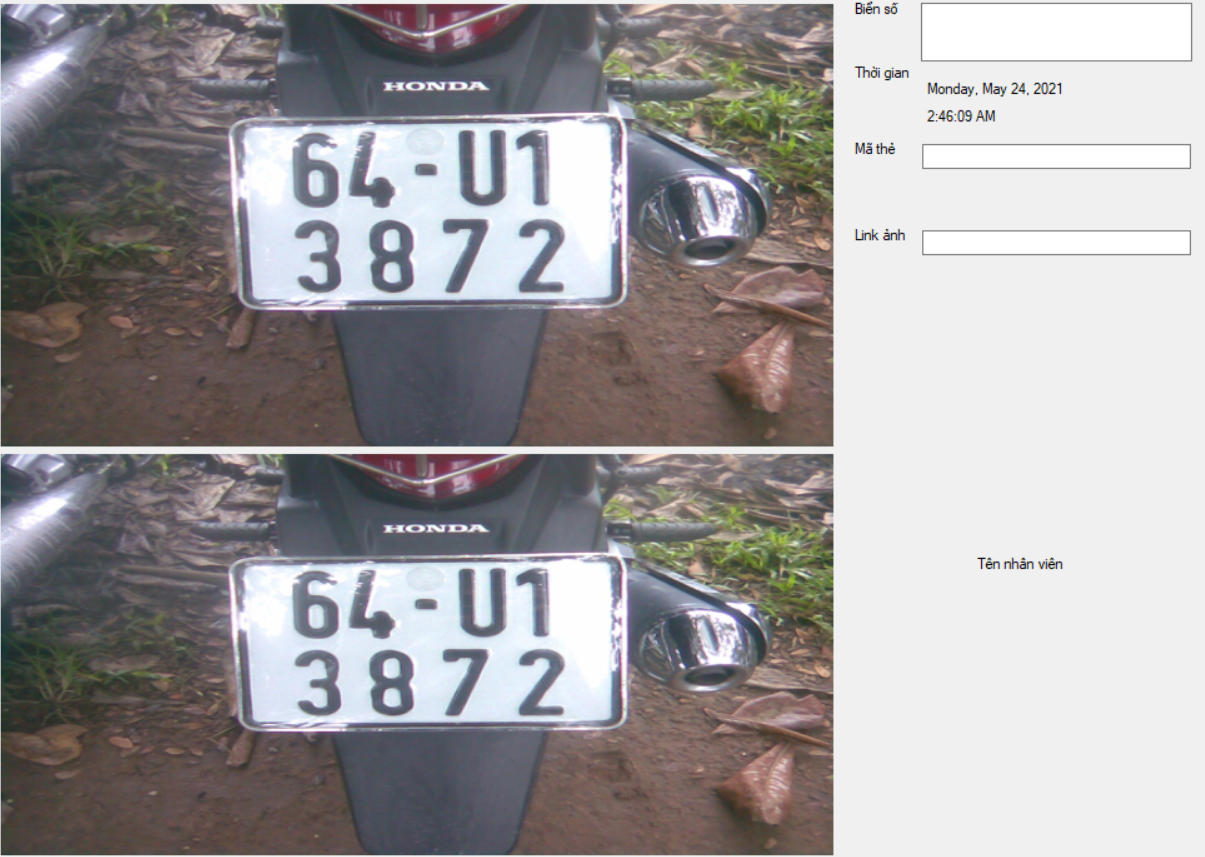 HONDA
64-U1
3872
HONDA
64-U1
3872
Biển số
Thời gian
Monday, May 24, 2021
2:46:09 AM
Mã thẻ
Link ảnh
Tên nhân viên